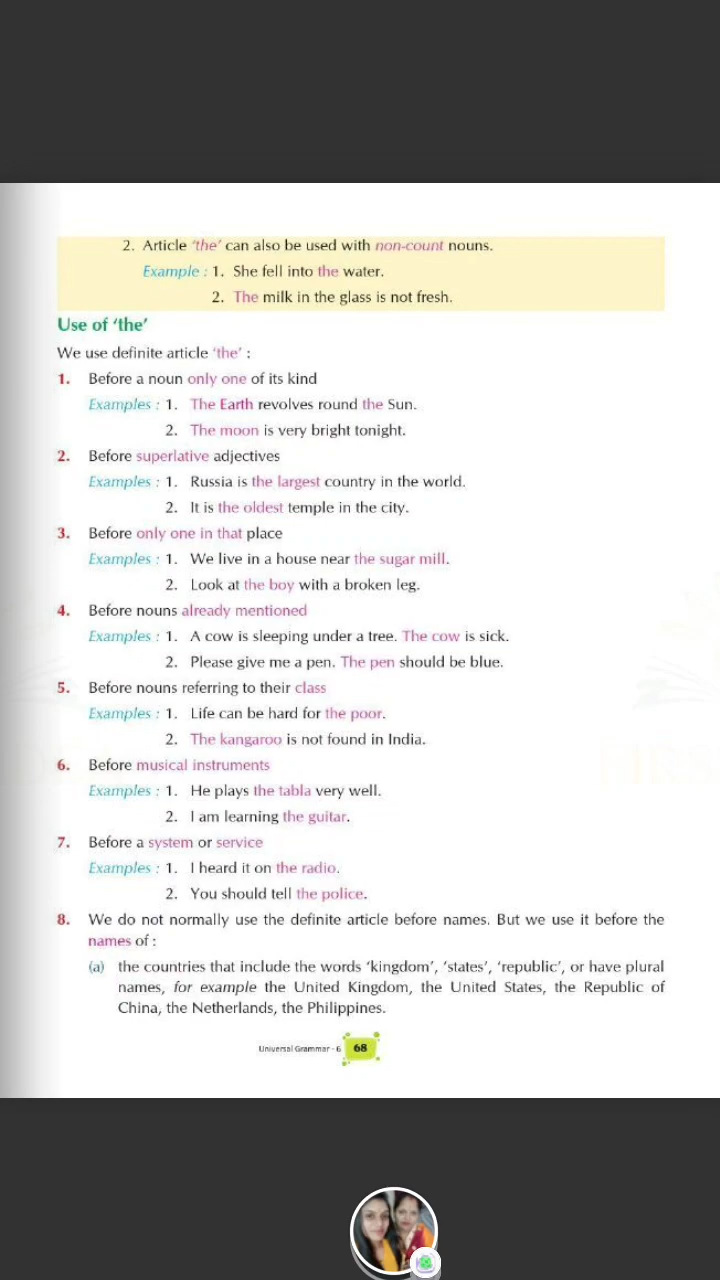 2. Article ‘the’ can also be used with non-count nouns.
Example : 1. She fell into the water.
2. The milk in the glass is not fresh.
Use of ‘the’
We use definite article ‘the’ :
1. Before a noun only one of its kind
Examples : 1. The Earth revolves round the Sun.
2. The moon is very bright tonight.
2. Before superlative adjectives
Examples : 1. Russia is the largest country in the world.
2. It is the oldest temple in the city.
3. Before only one in that place
Examples : 1. We live in a house near the sugar mill.
2. Look at the boy with a broken leg.
4. Before nouns already mentioned
Examples : 1. A cow is sleeping under a tree. The cow is sick.
2. Please give me a pen. The pen should be blue.
5. Before nouns referring to their class
Examples : 1. Life can be hard for the poor.
2. The kangaroo is not found in India.
6. Before musical instruments
Examples : 1. He plays the tabla very well.
2. I am learning the guitar.
7. Before a system or service
Examples : 1. I heard it on the radio.
2. You should tell the police.
8. We do not normally use the definite article before names. But we use it before the
names of :
(a) the countries that include the words ‘kingdom’, ‘states’, ‘republic’, or have plural
names, for example the United Kingdom, the United States, the Republic of
China, the Netherlands, the Philippines.
Universal Grammar - 6 68